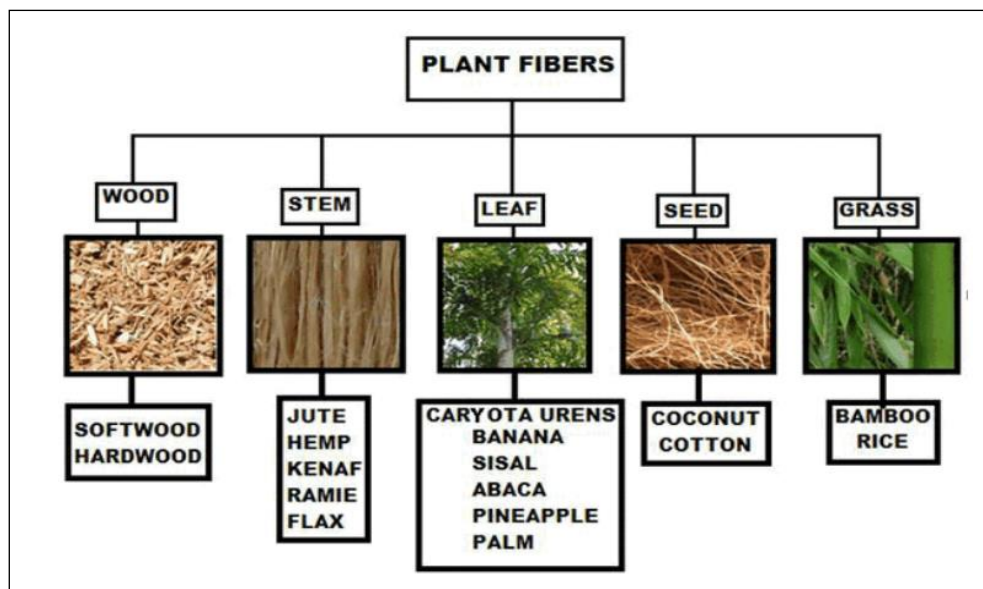 PLANT FIBERS
WOOD
STEM
LEAF
SEED
GRASS
SOFTWOOD
HARDWOOD
JUTE
HEMP
KENAF
RAMIE
FLAX
CARYOTA URENS
BANANA
SISAL
ABACA
PINEAPPLE
PALM
COCONUT
COTTON
BAMBOO
RICE